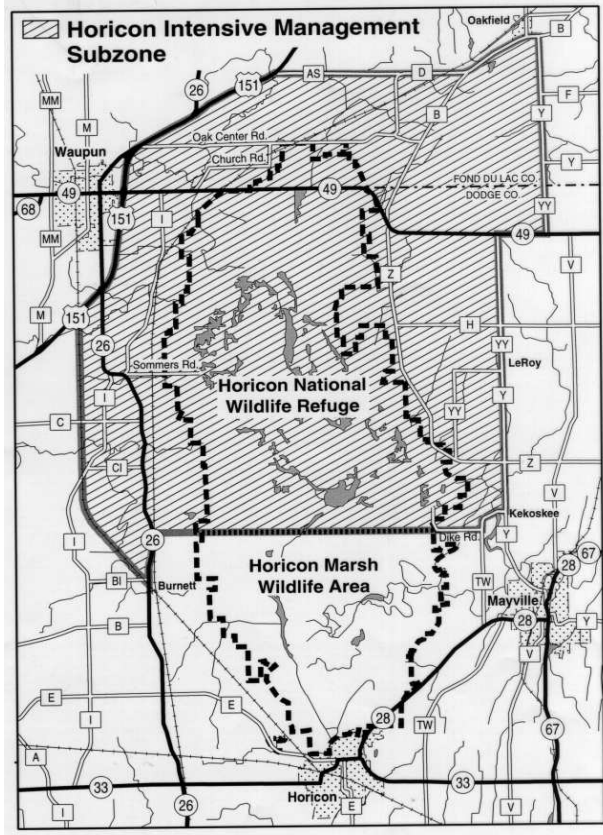 Horicon Intensive Management
Subzone
Oakfield
B
26
151
AS
D
MM
M
B
F
Y
151
Oak Center Rd.
Waupun
Church Rd.
Y
49
49
FOND DU LAC CO.
DODGE CO.
68
151
I
YY
49
MM
Z
V
M
151
H
26
YY
Sommers Rd.
LeRoy
Horicon National
Wildlife Refuge
I
Y
C
YY
CI
Z
V
Kekoskee
26
Dike Rd.
Y
I
67
Horicon Marsh
Wildlife Area
28
BI
Burnett
TW
Mayville
B
28
Y
V
E
E
28
I
TW
67
A
33
33
Horicon
I
26
E
V